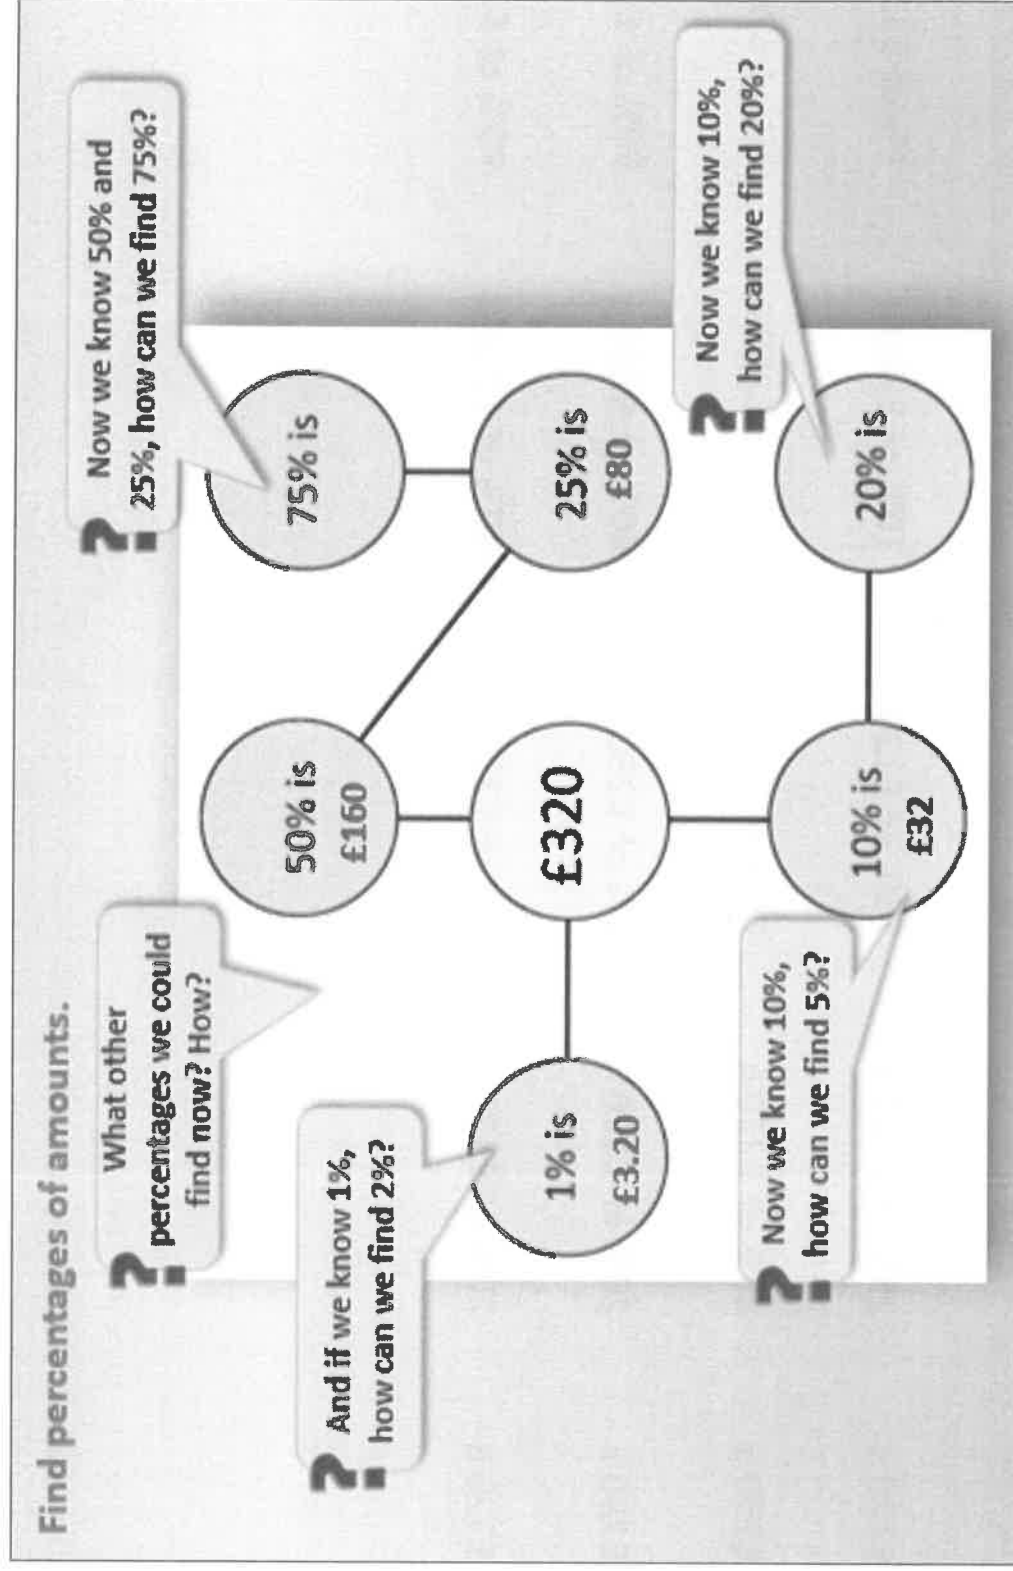 Find percentages of amounts.
?
What other
percentages we could
find now? How?
?
Now we know 50% and
25%, how can we find 75%?
?
And if we know 1%,
how can we find 2%?
50% is
£160
75% is
1% is
£3.20
£320
25% is
£80
?
Now we know 10%,
how can we find 5%?
10% is
£32
20% is
?
Now we know 10%,
how can we find 20%?